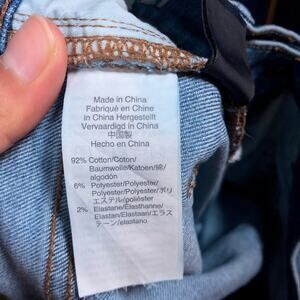 Made in China
Fabriqué en Chine
in China Hergestellt
Vervaardigd in China
中国製
Hecho en China
92% Cotton/Coton/
Baumwolle/Katoen/綿/
algodón
6% Polyester/Polyester/
Polyester/Polyester/ポリ
エステル/poliéster
2% Elastane/Elasthanne/
Elastan/Elastaan/エラス
テーン/elastano